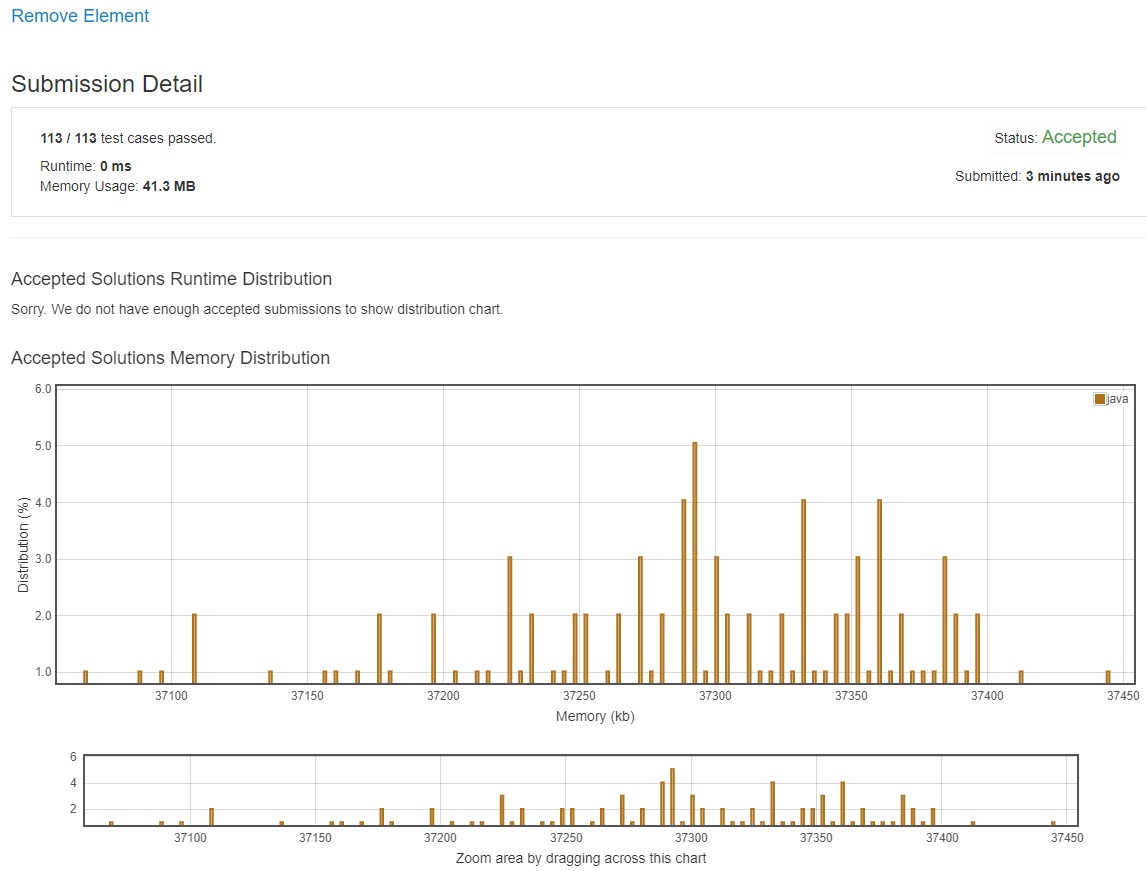 Remove Element
Submission Detail
113 / 113 test cases passed.
Status: Accepted
Runtime: 0 ms
Memory Usage: 41.3 MB
Submitted: 3 minutes ago
Accepted Solutions Runtime Distribution
Sorry. We do not have enough accepted submissions to show distribution chart.
Accepted Solutions Memory Distribution
6.0
java
5.0
4.0
3.0
2.0
1.0
Distribution (%)
37100 37150 37200 37250 37300 37350 37400 37450
Memory (kb)
6
4
2
37100 37150 37200 37250 37300 37350 37400 37450
Zoom area by dragging across this chart